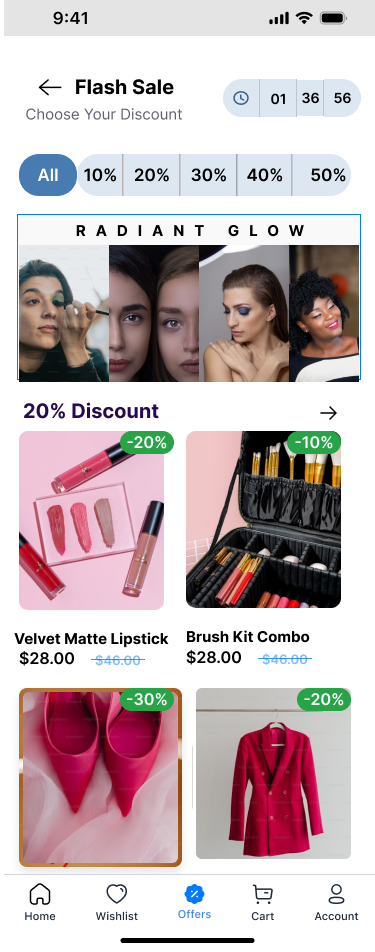 9:41
Flash Sale
Choose Your Discount
01 36 56
All 10% 20% 30% 40% 50%
RADIANT GLOW
20% Discount
-20%
-10%
Velvet Matte Lipstick
$28.00 $46.00
Brush Kit Combo
$28.00 $46.00
-30%
-20%
Home Wishlist Offers Cart Account